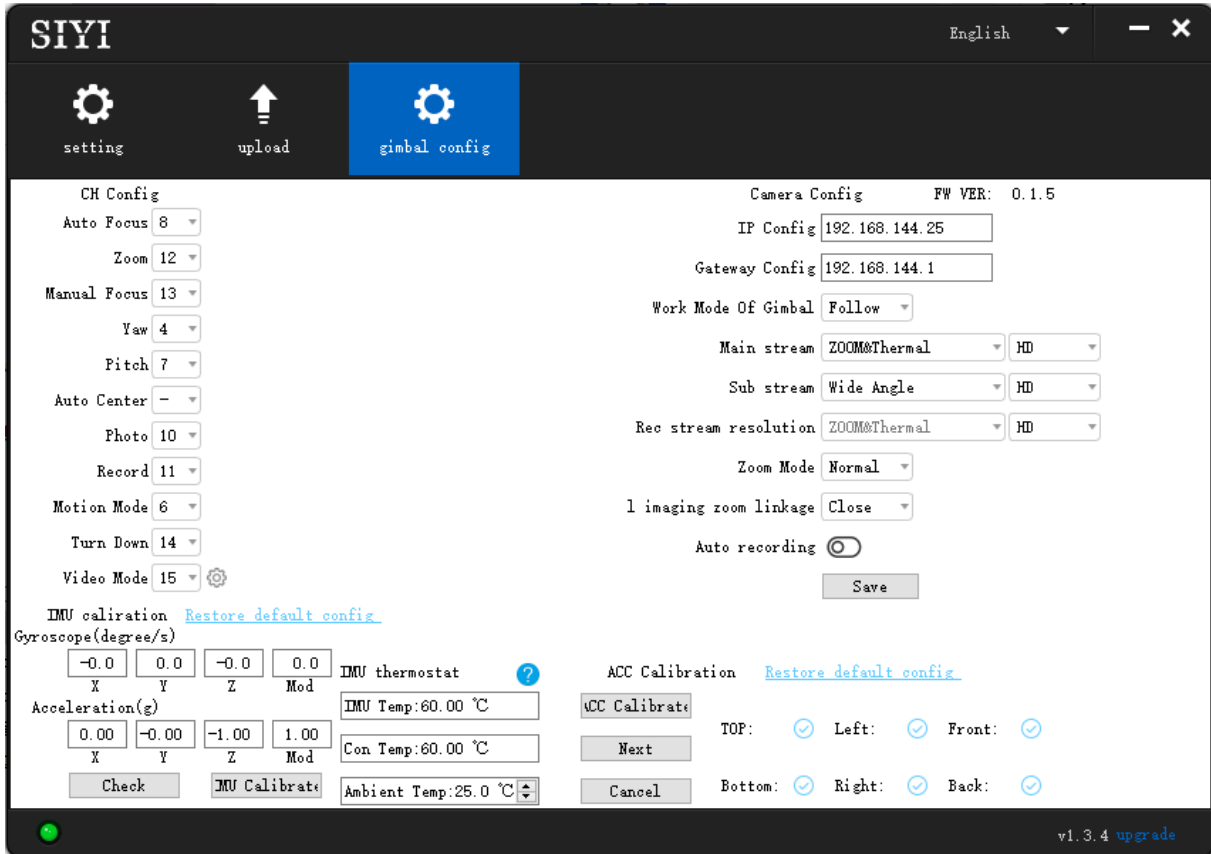 SIYI
English
setting
upload
gimbal config
CH Config
Auto Focus 8
Zoom 12
Manual Focus 13
Yaw 4
Pitch 7
Auto Center -
Photo 10
Record 11
Motion Mode 6
Turn Down 14
Video Mode 15
Camera Config FW VER: 0.1.5
IP Config 192.168.144.25
Gateway Config 192.168.144.1
Work Mode Of Gimbal Follow
Main stream ZOOM&Thermal HD
Sub stream Wide Angle HD
Rec stream resolution ZOOM&Thermal HD
Zoom Mode Normal
l imaging zoom linkage Close
Auto recording
Save
IMU caliration Restore default config
Gyroscope(degree/s)
-0.0 0.0 -0.0 0.0
X Y Z Mod
Acceleration(g)
0.00 -0.00 -1.00 1.00
X Y Z Mod
Check IMU Calibrate
IMU thermostat ?
IMU Temp:60.00 ℃
Con Temp:60.00 ℃
Ambient Temp:25.0 ℃
ACC Calibration Restore default config
ACC Calibrate
Next
Cancel
TOP: Left: Front:
Bottom: Right: Back:
v1.3.4 upgrade